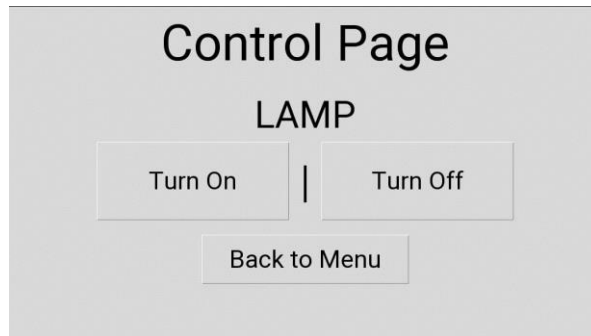 Control Page
LAMP
Turn On | Turn Off
Back to Menu